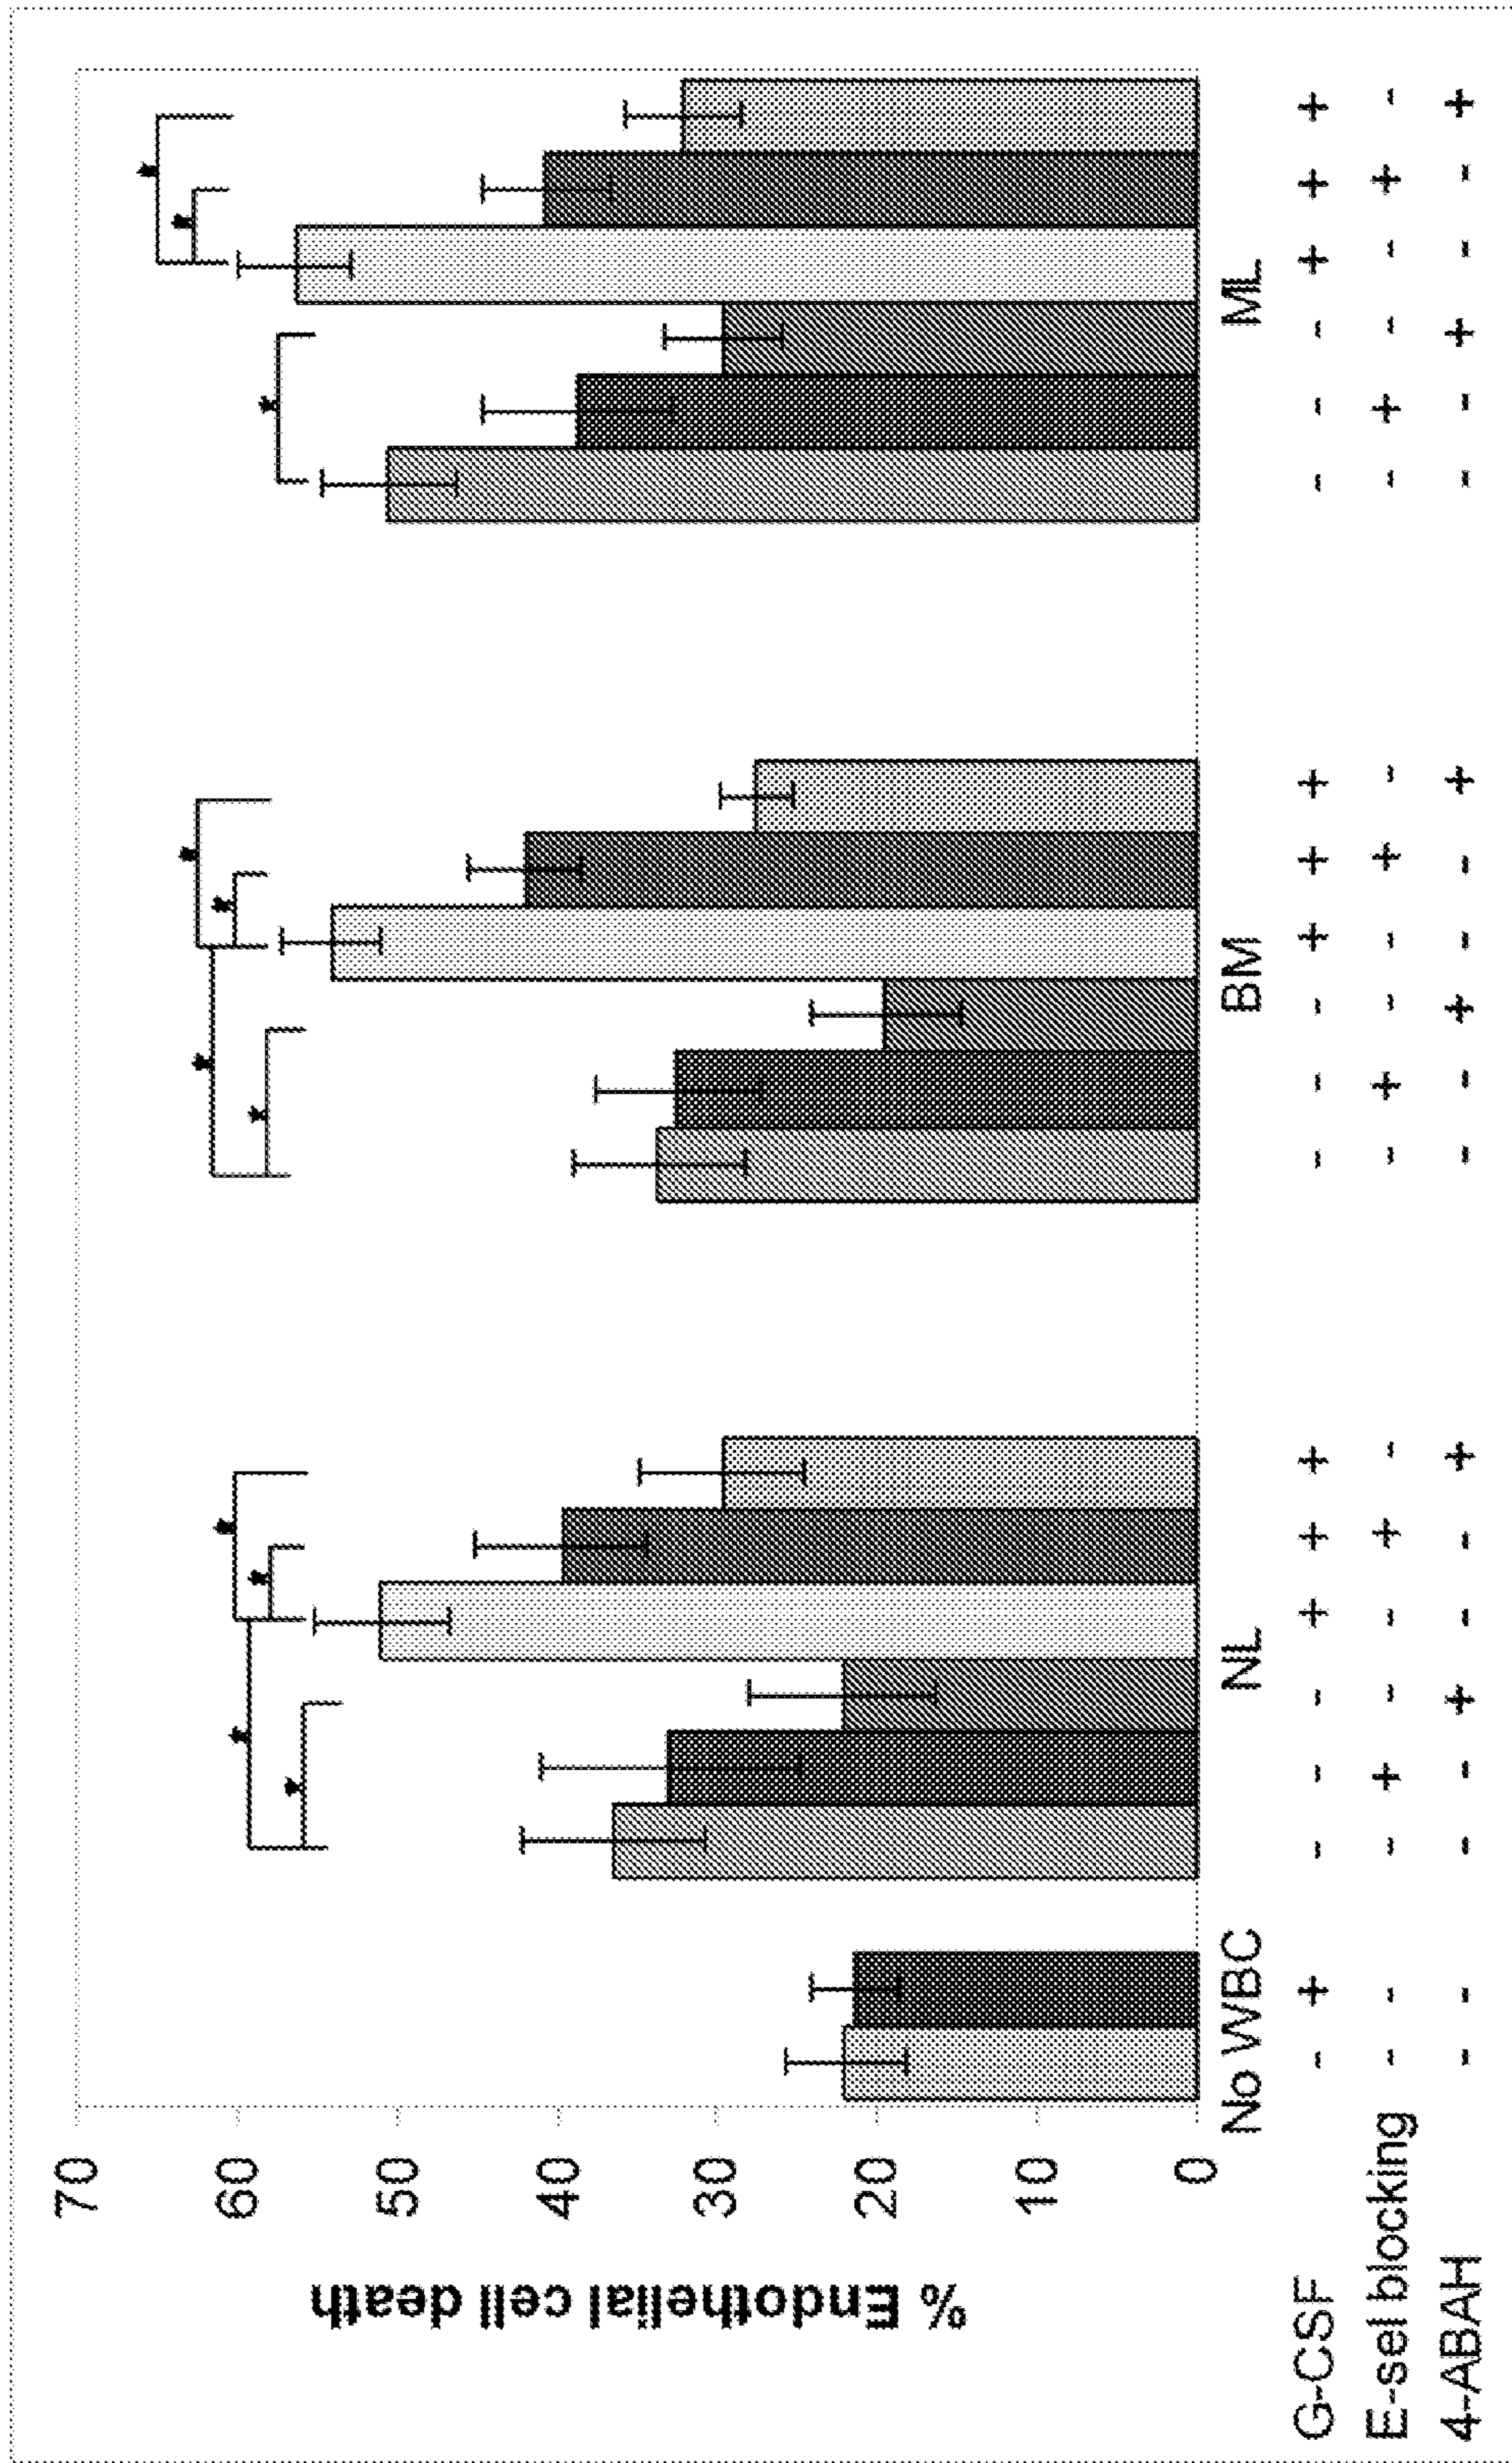 % Endothelial cell death
70
60
50
40
30
20
10
0
* * * *
* * * *
* * *
No WBC NL BM ML
G-CSF - + - - - + + + - - - + + + - - - + + +
E-sel blocking - - - + - - + - - + - - + - - + - - + -
4-ABAH - - - - + - - + - - + - - + - - + - - +